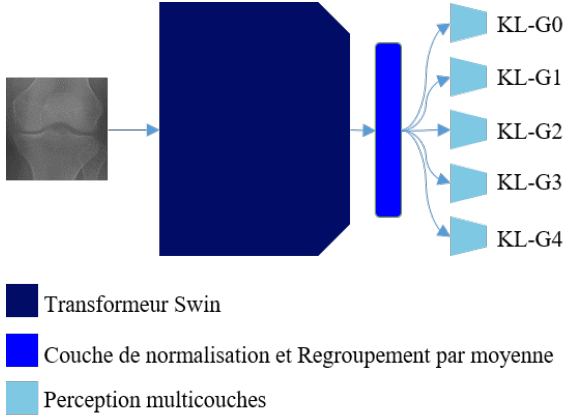 KL-G0
KL-G1
KL-G2
KL-G3
KL-G4
Transformeur Swin
Couche de normalisation et Regroupement par moyenne
Perception multicouches